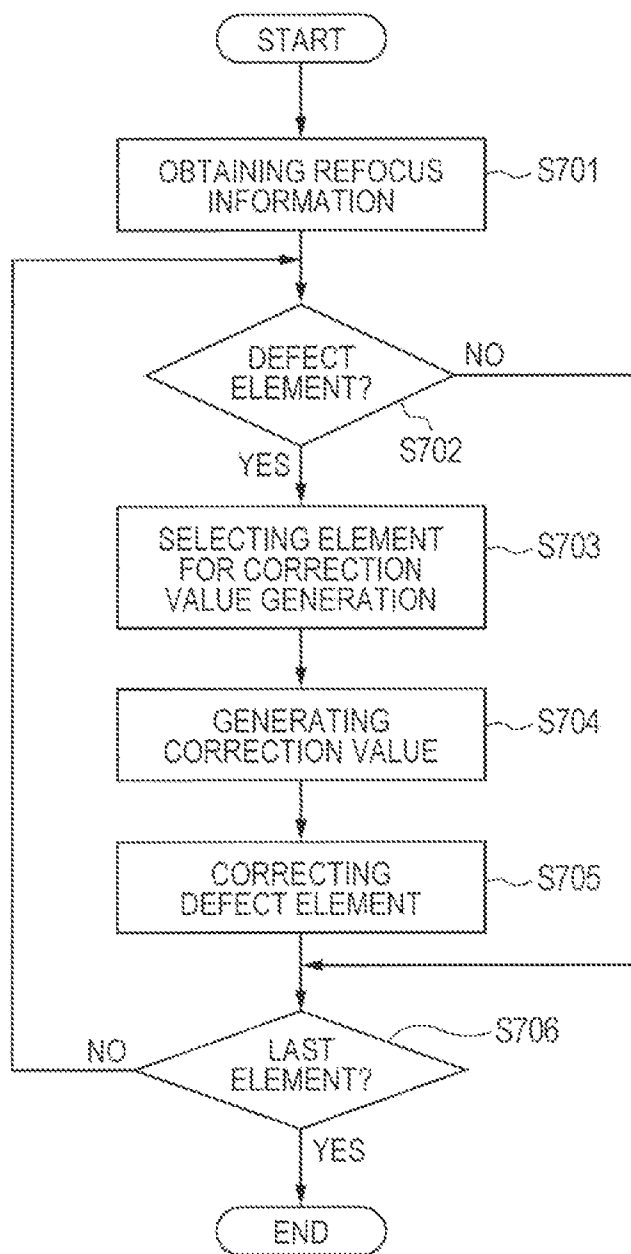 START
OBTAINING REFOCUS
INFORMATION
S701
DEFECT
ELEMENT?
NO
S702
YES
SELECTING ELEMENT
FOR CORRECTION
VALUE GENERATION
S703
GENERATING
CORRECTION VALUE
S704
CORRECTING
DEFECT ELEMENT
S705
LAST
ELEMENT?
S706
NO
YES
END